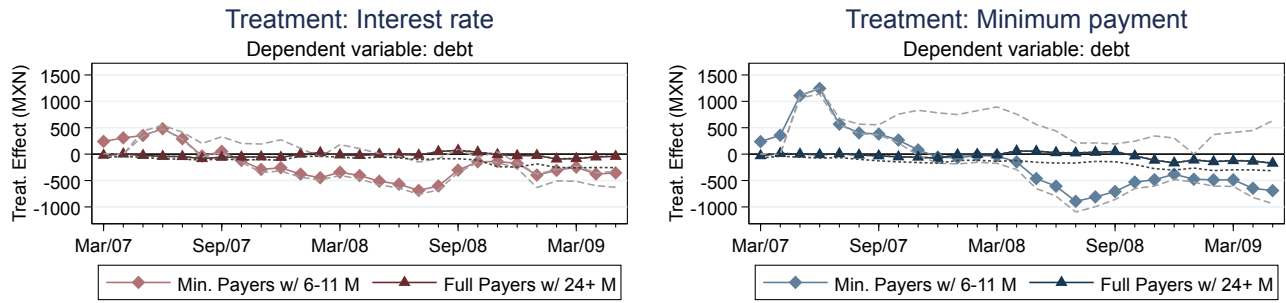 Treatment: Interest rate
Dependent variable: debt
Treat. Effect (MXN)
1500
1000
500
0
-500
-1000
Mar/07 Sep/07 Mar/08 Sep/08 Mar/09
Min. Payers w/ 6-11 M Full Payers w/ 24+ M
Treatment: Minimum payment
Dependent variable: debt
Treat. Effect (MXN)
1500
1000
500
0
-500
-1000
Mar/07 Sep/07 Mar/08 Sep/08 Mar/09
Min. Payers w/ 6-11 M Full Payers w/ 24+ M